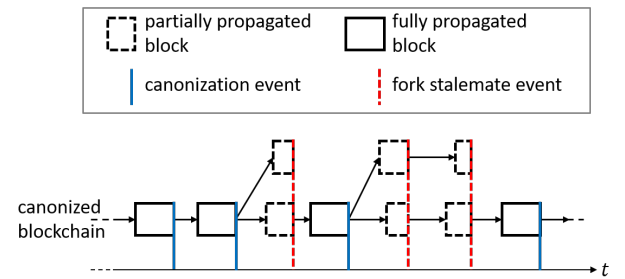 partially propagated
block
fully propagated
block
canonization event
fork stalemate event
canonized
blockchain
t